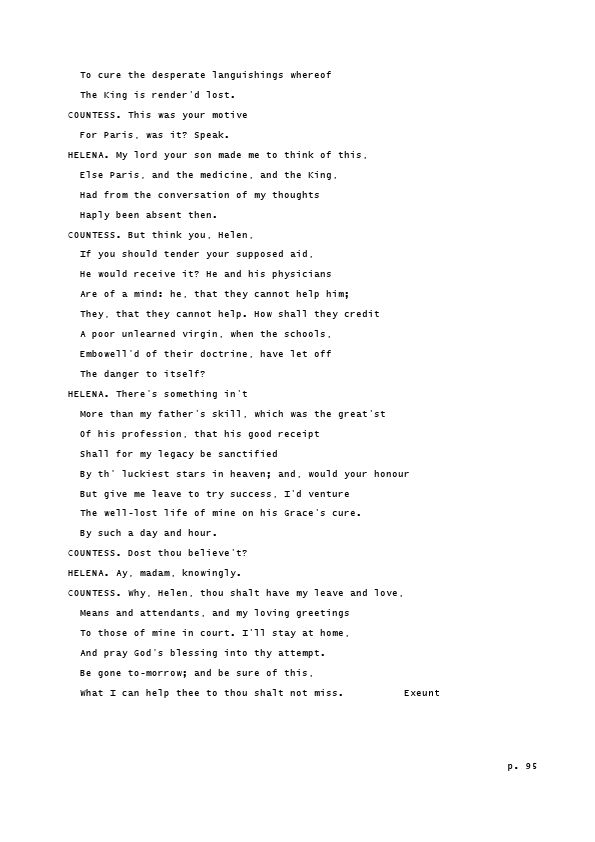 To cure the desperate languishings whereof
The King is render'd lost.
COUNTESS. This was your motive
For Paris, was it? Speak.
HELENA. My lord your son made me to think of this,
Else Paris, and the medicine, and the King,
Had from the conversation of my thoughts
Haply been absent then.
COUNTESS. But think you, Helen,
If you should tender your supposed aid,
He would receive it? He and his physicians
Are of a mind: he, that they cannot help him;
They, that they cannot help. How shall they credit
A poor unlearned virgin, when the schools,
Embowell'd of their doctrine, have let off
The danger to itself?
HELENA. There's something in't
More than my father's skill, which was the great'st
Of his profession, that his good receipt
Shall for my legacy be sanctified
By th' luckiest stars in heaven; and, would your honour
But give me leave to try success, I'd venture
The well-lost life of mine on his Grace's cure.
By such a day and hour.
COUNTESS. Dost thou believe't?
HELENA. Ay, madam, knowingly.
COUNTESS. Why, Helen, thou shalt have my leave and love,
Means and attendants, and my loving greetings
To those of mine in court. I'll stay at home,
And pray God's blessing into thy attempt.
Be gone to-morrow; and be sure of this,
What I can help thee to thou shalt not miss. Exeunt
p. 95